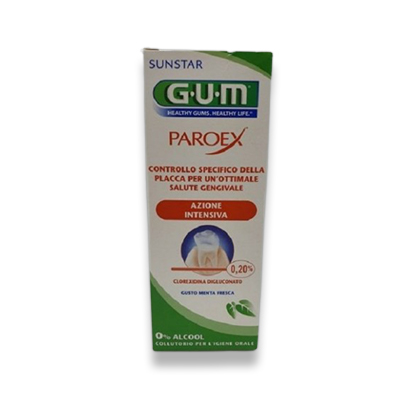 SUNSTAR
G·U·M
HEALTHY GUMS. HEALTHY LIFE.™
PAROEX
CONTROLLO SPECIFICO DELLA
PLACCA PER UN'OTTIMALE
SALUTE GENGIVALE
AZIONE
INTENSIVA
0,20%
CLOREXIDINA DIGLUCONATO
GUSTO MENTA FRESCA
0% ALCOOL
COLLUTORIO PER L'IGIENE ORALE